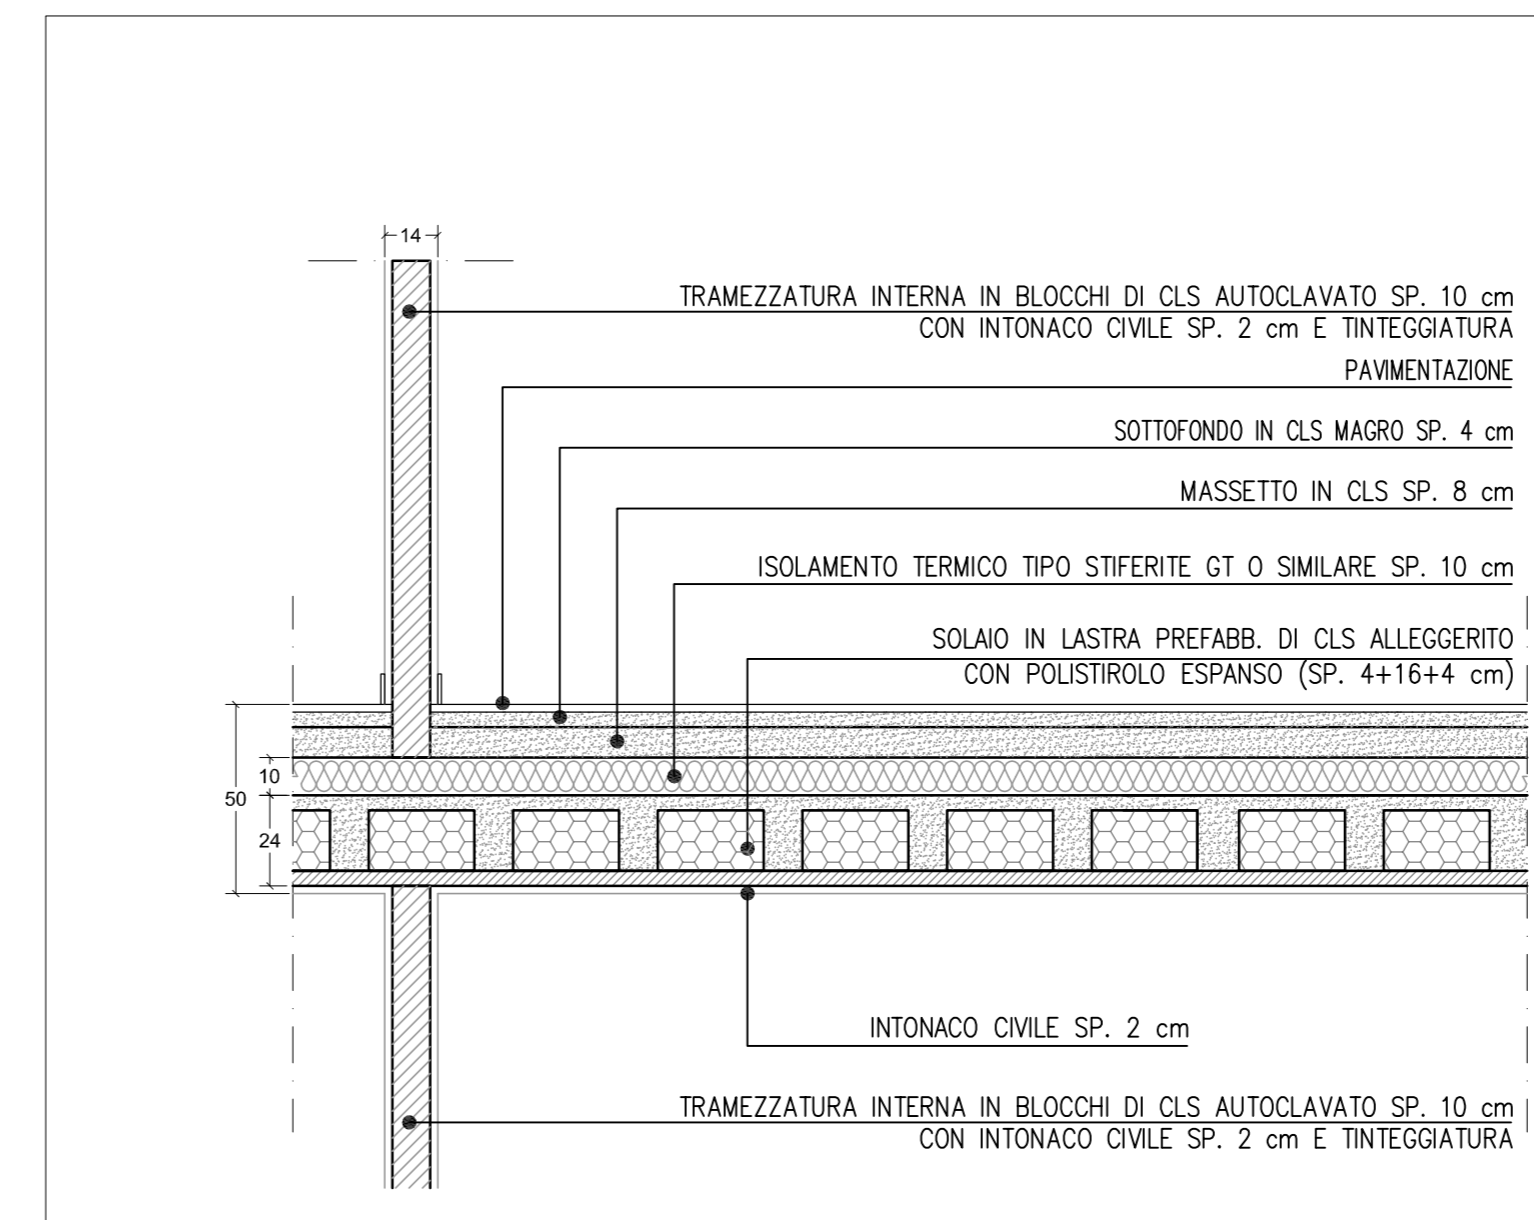 14
TRAMEZZATURA INTERNA IN BLOCCHI DI CLS AUTOCLAVATO SP. 10 cm
CON INTONACO CIVILE SP. 2 cm E TINTEGGIATURA
PAVIMENTAZIONE
SOTTOFONDO IN CLS MAGRO SP. 4 cm
MASSETTO IN CLS SP. 8 cm
ISOLAMENTO TERMICO TIPO STIFERITE GT O SIMILARE SP. 10 cm
SOLAIO IN LASTRA PREFABB. DI CLS ALLEGGERITO
CON POLISTIROLO ESPANSO (SP. 4+16+4 cm)
10
50
24
INTONACO CIVILE SP. 2 cm
TRAMEZZATURA INTERNA IN BLOCCHI DI CLS AUTOCLAVATO SP. 10 cm
CON INTONACO CIVILE SP. 2 cm E TINTEGGIATURA